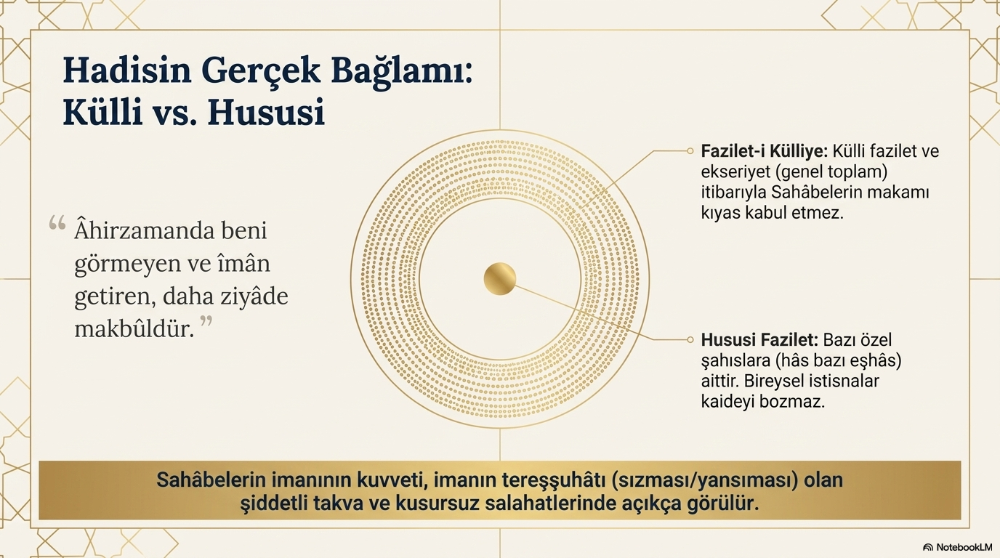 Hadisin Gerçek Bağlamı:
Külli vs. Hususi
“ Âhirzamanda beni
görmeyen ve îmân
getiren, daha ziyâde
makbûldür. ”
Fazilet-i Külliye: Külli fazilet ve
ekseriyet (genel toplam)
itibarıyla Sahâbelerin makamı
kıyas kabul etmez.
Hususi Fazilet: Bazı özel
şahıslara (hâs bazı eşhâs)
aittir. Bireysel istisnalar
kaideyi bozmaz.
Sahâbelerin imanının kuvveti, imanın tereşşuhâtı (sızması/yansıması) olan
şiddetli takva ve kusursuz salahatlerinde açıkça görülür.
NotebookLM